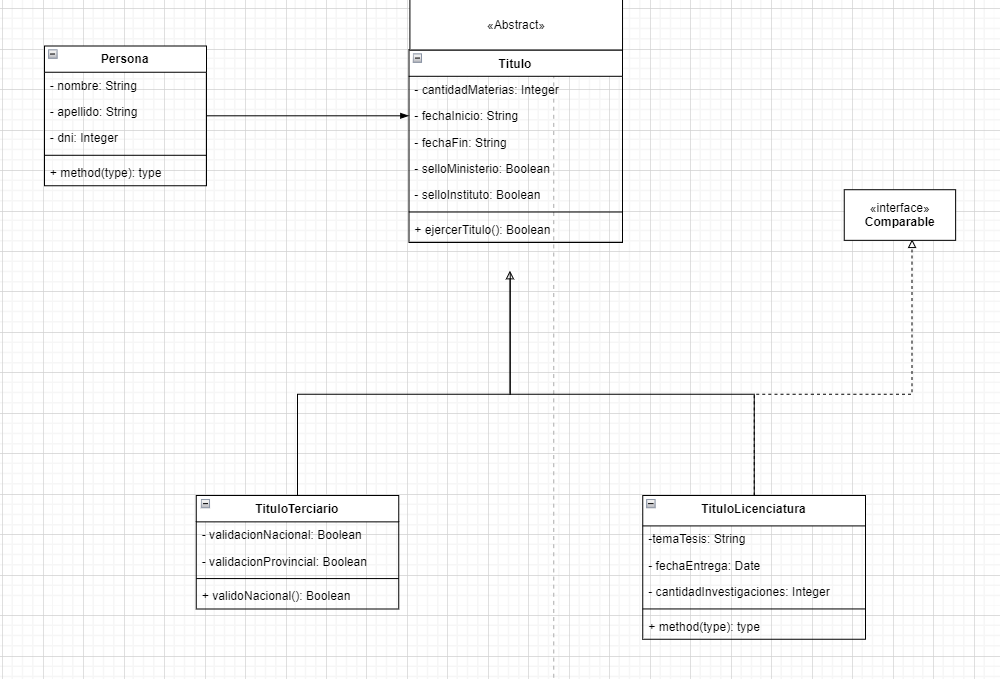 «Abstract»
Persona
- nombre: String
- apellido: String
- dni: Integer
+ method(type): type
Titulo
- cantidadMaterias: Integer
- fechaInicio: String
- fechaFin: String
- selloMinisterio: Boolean
- selloInstituto: Boolean
+ ejercerTitulo(): Boolean
«interface»
Comparable
TituloTerciario
- validacionNacional: Boolean
- validacionProvincial: Boolean
+ validoNacional(): Boolean
TituloLicenciatura
-temaTesis: String
- fechaEntrega: Date
- cantidadInvestigaciones: Integer
+ method(type): type